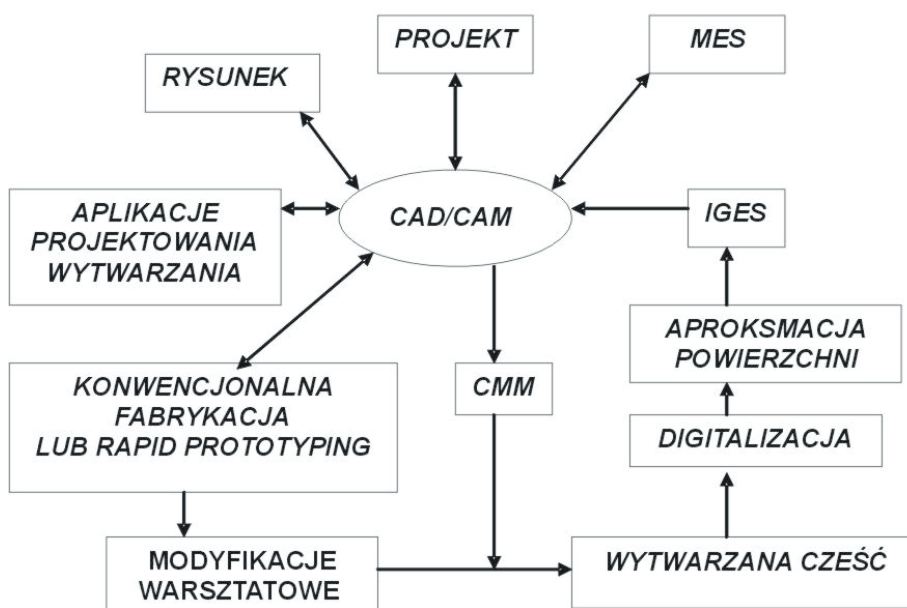 PROJEKT
MES
RYSUNEK
APLIKACJE
PROJEKTOWANIA
WYTWARZANIA
CAD/CAM
IGES
APROKSMACJA
POWIERZCHNI
KONWENCJONALNA
FABRYKACJA
LUB RAPID PROTOTYPING
CMM
DIGITALIZACJA
MODYFIKACJE
WARSZTATOWE
WYTWARZANA CZEŚĆ